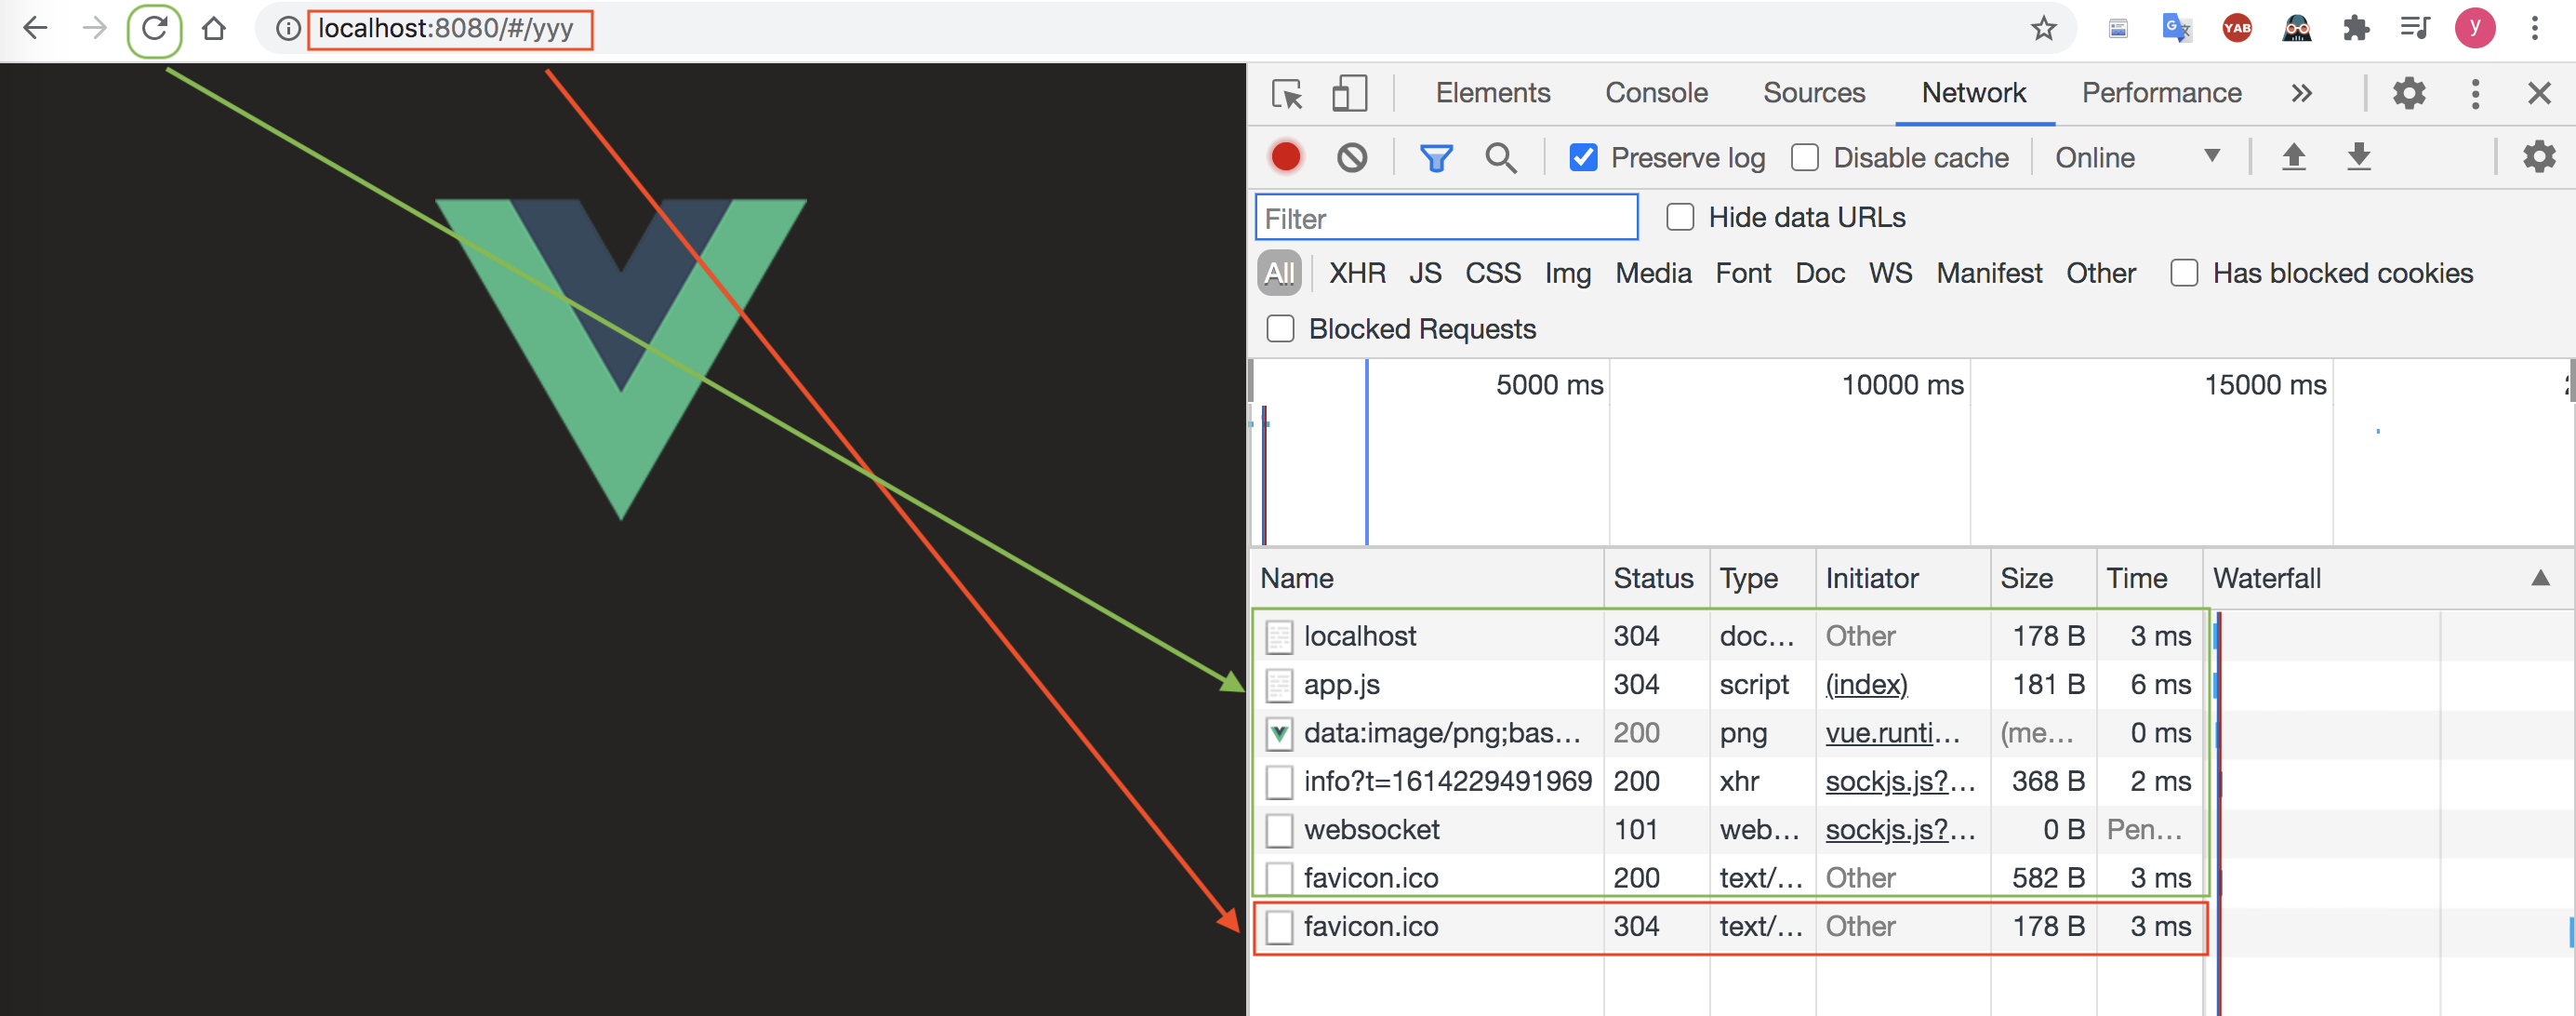 localhost:8080/#/yyy
G
YAB
y
Elements Console Sources Network Performance »
Preserve log Disable cache Online
Filter Hide data URLs
All XHR JS CSS Img Media Font Doc WS Manifest Other Has blocked cookies
Blocked Requests
5000 ms 10000 ms 15000 ms
Name Status Type Initiator Size Time Waterfall
localhost 304 doc... Other 178 B 3 ms
app.js 304 script (index) 181 B 6 ms
data:image/png;bas... 200 png vue.runti... (me... 0 ms
info?t=1614229491969 200 xhr sockjs.js?... 368 B 2 ms
websocket 101 web... sockjs.js?... 0 B Pen...
favicon.ico 200 text/... Other 582 B 3 ms
favicon.ico 304 text/... Other 178 B 3 ms